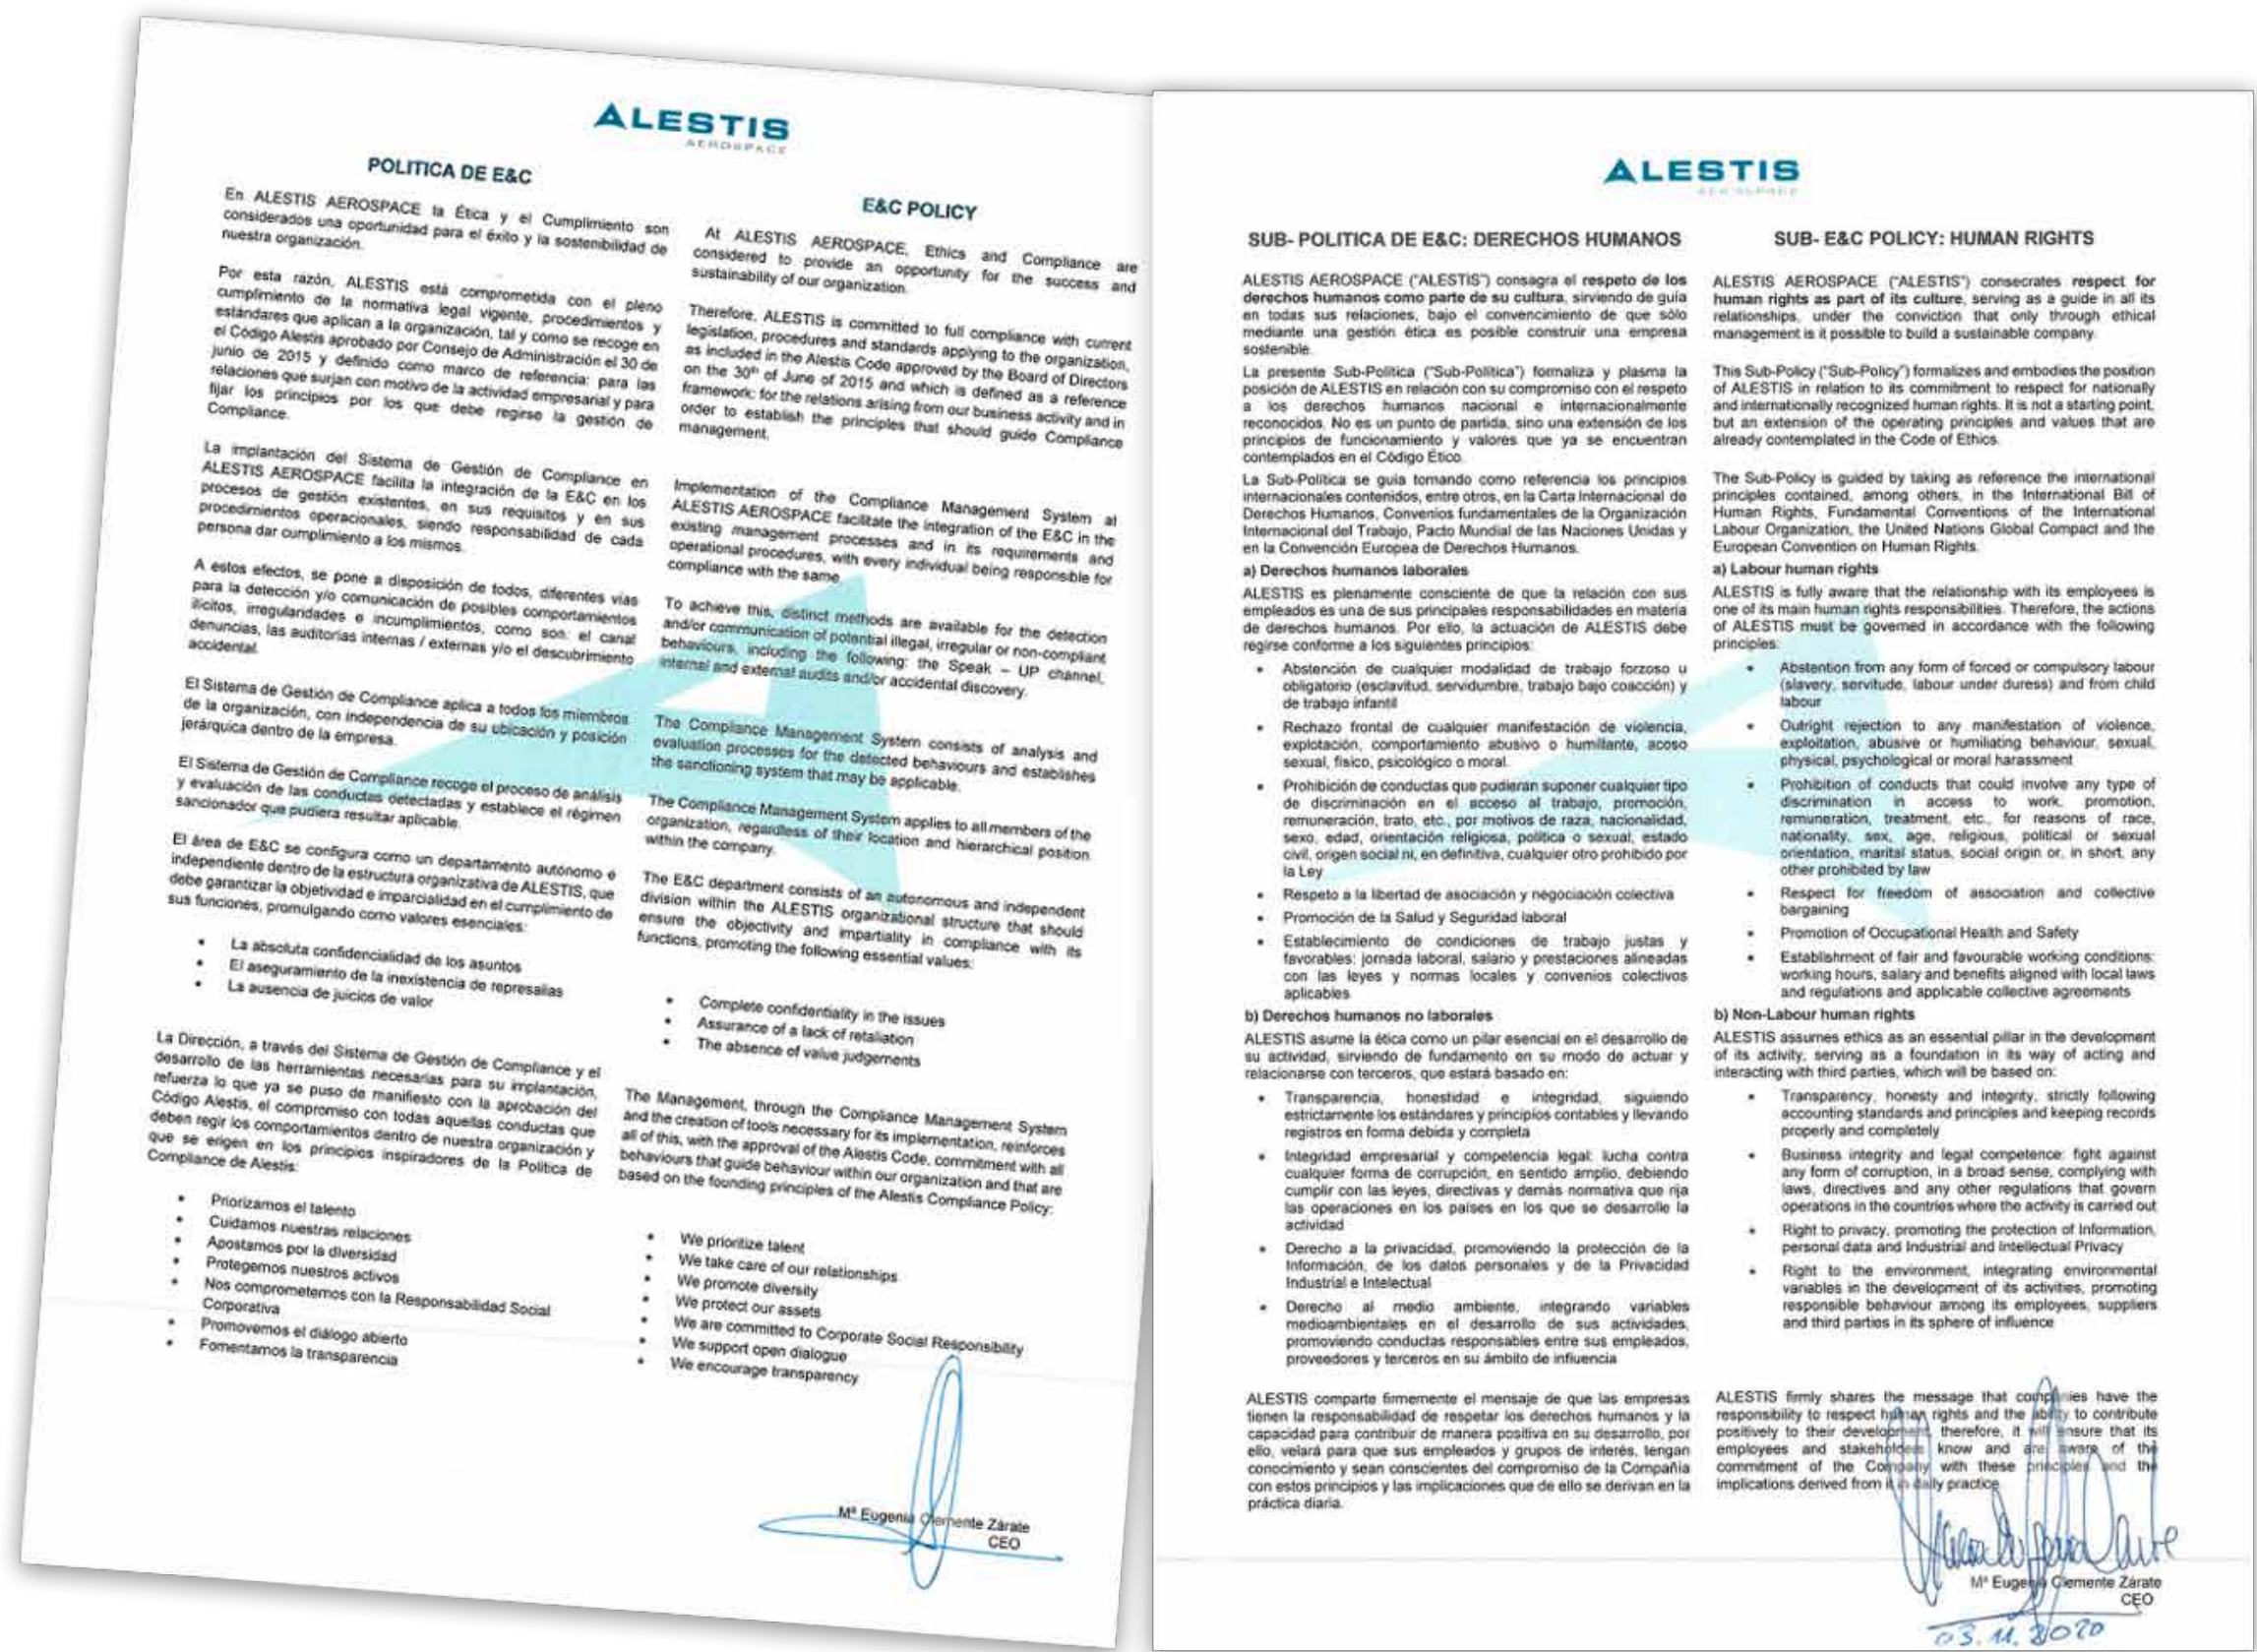 ALESTIS
AEROSPACE
POLITICA DE E&C
En ALESTIS AEROSPACE la Ética y el Cumplimiento son
considerados una oportunidad para el éxito y la sostenibilidad de
nuestra organización.
Por esta razón, ALESTIS está comprometida con el pleno
cumplimiento de la normativa legal vigente, procedimientos y
estándares que aplican a la organización, tal y como se recoge en
el Código Alestis aprobado por Consejo de Administración el 30 de
junio de 2015 y definido como marco de referencia: para las
relaciones que surjan con motivo de la actividad empresarial y para
fijar los principios por los que debe regirse la gestión de
Compliance.
La implantación del Sistema de Gestión de Compliance en
ALESTIS AEROSPACE facilita la integración de la E&C en los
procesos de gestión existentes, en sus requisitos y en sus
procedimientos operacionales, siendo responsabilidad de cada
persona dar cumplimiento a los mismos.
A estos efectos, se pone a disposición de todos, diferentes vías
para la detección y/o comunicación de posibles comportamientos
ilícitos, irregularidades e incumplimientos, como son: el canal
denuncias, las auditorías internas / externas y/o el descubrimiento
accidental.
El Sistema de Gestión de Compliance aplica a todos los miembros
de la organización, con independencia de su ubicación y posición
jerárquica dentro de la empresa.
El Sistema de Gestión de Compliance recoge el proceso de análisis
y evaluación de las conductas detectadas y establece el régimen
sancionador que pudiera resultar aplicable.
El área de E&C se configura como un departamento autónomo e
independiente dentro de la estructura organizativa de ALESTIS, que
debe garantizar la objetividad e imparcialidad en el cumplimiento de
sus funciones, promulgando como valores esenciales:
• La absoluta confidencialidad de los asuntos
• El aseguramiento de la inexistencia de represalias
• La ausencia de juicios de valor
La Dirección, a través del Sistema de Gestión de Compliance y el
desarrollo de las herramientas necesarias para su implantación,
refuerza lo que ya se puso de manifiesto con la aprobación del
Código Alestis, el compromiso con todas aquellas conductas que
deben regir los comportamientos dentro de nuestra organización y
que se erigen en los principios inspiradores de la Política de
Compliance de Alestis:
• Priorizamos el talento
• Cuidamos nuestras relaciones
• Apostamos por la diversidad
• Protegemos nuestros activos
• Nos comprometemos con la Responsabilidad Social
Corporativa
• Promovemos el diálogo abierto
• Fomentamos la transparencia
E&C POLICY
At ALESTIS AEROSPACE, Ethics and Compliance are
considered to provide an opportunity for the success and
sustainability of our organization.
Therefore, ALESTIS is committed to full compliance with current
legislation, procedures and standards applying to the organization,
as included in the Alestis Code approved by the Board of Directors
on the 30th of June of 2015 and which is defined as a reference
framework: for the relations arising from our business activity and in
order to establish the principles that should guide Compliance
management.
Implementation of the Compliance Management System at
ALESTIS AEROSPACE facilitate the integration of the E&C in the
existing management processes and in its requirements and
operational procedures, with every individual being responsible for
compliance with the same.
To achieve this, distinct methods are available for the detection
and/or communication of potential illegal, irregular or non-compliant
behaviours, including the following: the Speak – UP channel,
internal and external audits and/or accidental discovery.
The Compliance Management System consists of analysis and
evaluation processes for the detected behaviours and establishes
the sanctioning system that may be applicable.
The Compliance Management System applies to all members of the
organization, regardless of their location and hierarchical position
within the company.
The E&C department consists of an autonomous and independent
division within the ALESTIS organizational structure that should
ensure the objectivity and impartiality in compliance with its
functions, promoting the following essential values:
• Complete confidentiality in the issues
• Assurance of a lack of retaliation
• The absence of value judgements
The Management, through the Compliance Management System
and the creation of tools necessary for its implementation, reinforces
all of this, with the approval of the Alestis Code, commitment with all
behaviours that guide behaviour within our organization and that are
based on the founding principles of the Alestis Compliance Policy:
• We prioritize talent
• We take care of our relationships
• We promote diversity
• We protect our assets
• We are committed to Corporate Social Responsibility
• We support open dialogue
• We encourage transparency
Mª Eugenia Clemente Zárate
CEO
ALESTIS
AEROSPACE
SUB- POLITICA DE E&C: DERECHOS HUMANOS
ALESTIS AEROSPACE ("ALESTIS") consagra el respeto de los
derechos humanos como parte de su cultura, sirviendo de guía
en todas sus relaciones, bajo el convencimiento de que sólo
mediante una gestión ética es posible construir una empresa
sostenible.
La presente Sub-Política ("Sub-Política") formaliza y plasma la
posición de ALESTIS en relación con su compromiso con el respeto
a los derechos humanos nacional e internacionalmente
reconocidos. No es un punto de partida, sino una extensión de los
principios de funcionamiento y valores que ya se encuentran
contemplados en el Código Ético.
La Sub-Política se guía tomando como referencia los principios
internacionales contenidos, entre otros, en la Carta Internacional de
Derechos Humanos, Convenios fundamentales de la Organización
Internacional del Trabajo, Pacto Mundial de las Naciones Unidas y
en la Convención Europea de Derechos Humanos.
a) Derechos humanos laborales
ALESTIS es plenamente consciente de que la relación con sus
empleados es una de sus principales responsabilidades en materia
de derechos humanos. Por ello, la actuación de ALESTIS debe
regirse conforme a los siguientes principios:
• Abstención de cualquier modalidad de trabajo forzoso u
obligatorio (esclavitud, servidumbre, trabajo bajo coacción) y
de trabajo infantil
• Rechazo frontal de cualquier manifestación de violencia,
explotación, comportamiento abusivo o humillante, acoso
sexual, físico, psicológico o moral.
• Prohibición de conductas que pudieran suponer cualquier tipo
de discriminación en el acceso al trabajo, promoción,
remuneración, trato, etc., por motivos de raza, nacionalidad,
sexo, edad, orientación religiosa, política o sexual, estado
civil, origen social ni, en definitiva, cualquier otro prohibido por
la Ley
• Respeto a la libertad de asociación y negociación colectiva
• Promoción de la Salud y Seguridad laboral
• Establecimiento de condiciones de trabajo justas y
favorables: jornada laboral, salario y prestaciones alineadas
con las leyes y normas locales y convenios colectivos
aplicables
b) Derechos humanos no laborales
ALESTIS asume la ética como un pilar esencial en el desarrollo de
su actividad, sirviendo de fundamento en su modo de actuar y
relacionarse con terceros, que estará basado en:
• Transparencia, honestidad e integridad, siguiendo
estrictamente los estándares y principios contables y llevando
registros en forma debida y completa
• Integridad empresarial y competencia legal: lucha contra
cualquier forma de corrupción, en sentido amplio, debiendo
cumplir con las leyes, directivas y demás normativa que rija
las operaciones en los países en los que se desarrolle la
actividad
• Derecho a la privacidad, promoviendo la protección de la
Información, de los datos personales y de la Privacidad
Industrial e Intelectual
• Derecho al medio ambiente, integrando variables
medioambientales en el desarrollo de sus actividades,
promoviendo conductas responsables entre sus empleados,
proveedores y terceros en su ámbito de influencia
ALESTIS comparte firmemente el mensaje de que las empresas
tienen la responsabilidad de respetar los derechos humanos y la
capacidad para contribuir de manera positiva en su desarrollo, por
ello, velará para que sus empleados y grupos de interés, tengan
conocimiento y sean conscientes del compromiso de la Compañía
con estos principios y las implicaciones que de ello se derivan en la
práctica diaria.
SUB- E&C POLICY: HUMAN RIGHTS
ALESTIS AEROSPACE ("ALESTIS") consecrates respect for
human rights as part of its culture, serving as a guide in all its
relationships, under the conviction that only through ethical
management is it possible to build a sustainable company.
This Sub-Policy ("Sub-Policy") formalizes and embodies the position
of ALESTIS in relation to its commitment to respect for nationally
and internationally recognized human rights. It is not a starting point,
but an extension of the operating principles and values that are
already contemplated in the Code of Ethics.
The Sub-Policy is guided by taking as reference the international
principles contained, among others, in the International Bill of
Human Rights, Fundamental Conventions of the International
Labour Organization, the United Nations Global Compact and the
European Convention on Human Rights.
a) Labour human rights
ALESTIS is fully aware that the relationship with its employees is
one of its main human rights responsibilities. Therefore, the actions
of ALESTIS must be governed in accordance with the following
principles:
• Abstention from any form of forced or compulsory labour
(slavery, servitude, labour under duress) and from child
labour
• Outright rejection to any manifestation of violence,
exploitation, abusive or humiliating behaviour, sexual,
physical, psychological or moral harassment
• Prohibition of conducts that could involve any type of
discrimination in access to work, promotion,
remuneration, treatment, etc., for reasons of race,
nationality, sex, age, religious, political or sexual
orientation, marital status, social origin or, in short, any
other prohibited by law
• Respect for freedom of association and collective
bargaining
• Promotion of Occupational Health and Safety
• Establishment of fair and favourable working conditions:
working hours, salary and benefits aligned with local laws
and regulations and applicable collective agreements
b) Non-Labour human rights
ALESTIS assumes ethics as an essential pillar in the development
of its activity, serving as a foundation in its way of acting and
interacting with third parties, which will be based on:
• Transparency, honesty and integrity, strictly following
accounting standards and principles and keeping records
properly and completely
• Business integrity and legal competence: fight against
any form of corruption, in a broad sense, complying with
laws, directives and any other regulations that govern
operations in the countries where the activity is carried out
• Right to privacy, promoting the protection of Information,
personal data and Industrial and Intellectual Privacy
• Right to the environment, integrating environmental
variables in the development of its activities, promoting
responsible behaviour among its employees, suppliers
and third parties in its sphere of influence
ALESTIS firmly shares the message that companies have the
responsibility to respect human rights and the ability to contribute
positively to their development, therefore, it will ensure that its
employees and stakeholders know and are aware of the
commitment of the Company with these principles and the
implications derived from it in daily practice
Mª Eugenia Clemente Zárate
CEO
03.11.2020